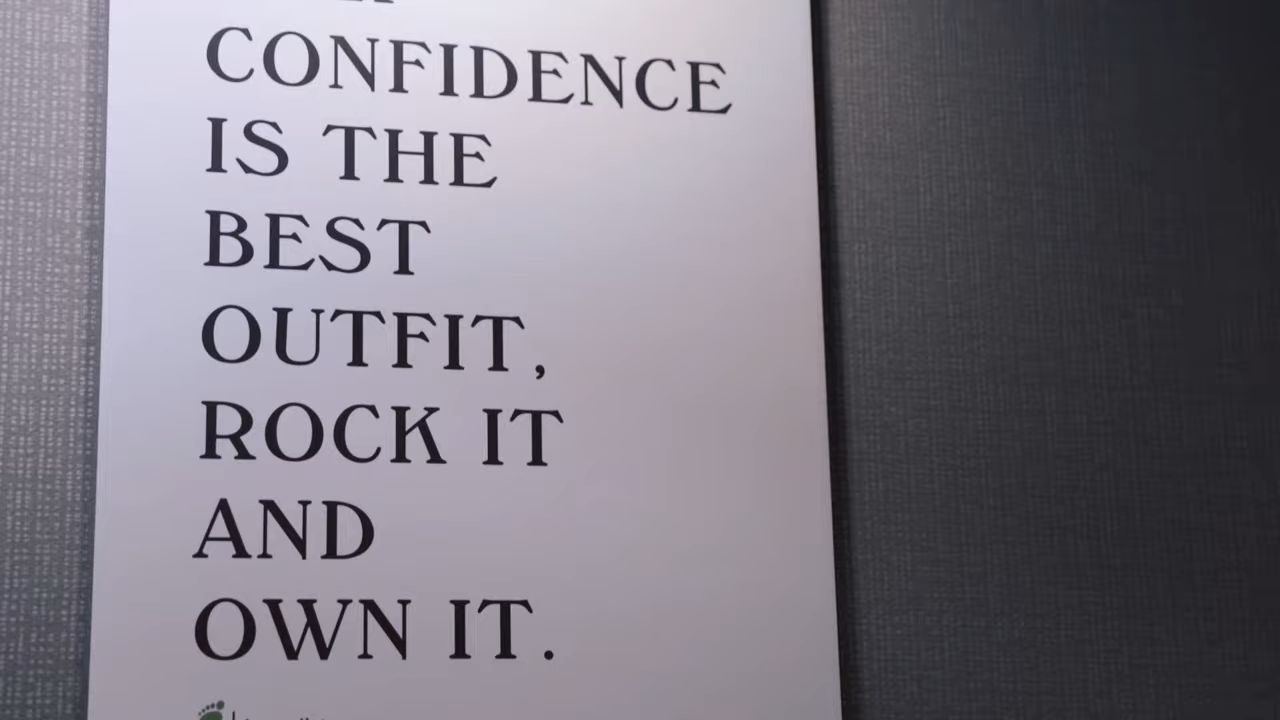 CONFIDENCE
IS THE
BEST
OUTFIT,
ROCK IT
AND
OWN IT.